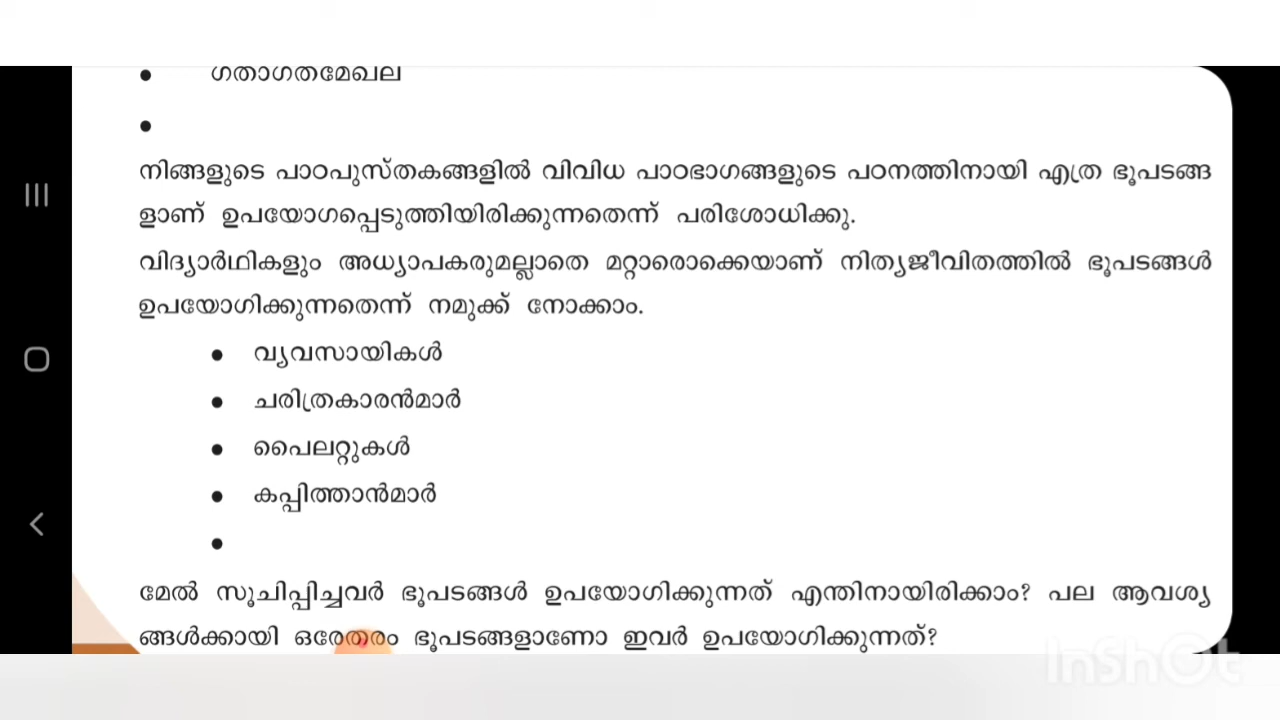 • ഗതാഗതമേഖല
•
നിങ്ങളുടെ പാഠപുസ്തകങ്ങളിൽ വിവിധ പാഠഭാഗങ്ങളുടെ പഠനത്തിനായി എത്ര ഭൂപടങ്ങ
ളാണ് ഉപയോഗപ്പെടുത്തിയിരിക്കുന്നതെന്ന് പരിശോധിക്കു.
വിദ്യാർഥികളും അധ്യാപകരുമല്ലാതെ മറ്റാരൊക്കെയാണ് നിത്യജീവിതത്തിൽ ഭൂപടങ്ങൾ
ഉപയോഗിക്കുന്നതെന്ന് നമുക്ക് നോക്കാം.
• വ്യവസായികൾ
• ചരിത്രകാരൻമാർ
• പൈലറ്റുകൾ
• കപ്പിത്താൻമാർ
•
മേൽ സൂചിപ്പിച്ചവർ ഭൂപടങ്ങൾ ഉപയോഗിക്കുന്നത് എന്തിനായിരിക്കാം? പല ആവശ്യ
ങ്ങൾക്കായി ഒരേതരം ഭൂപടങ്ങളാണോ ഇവർ ഉപയോഗിക്കുന്നത്?
InShOt